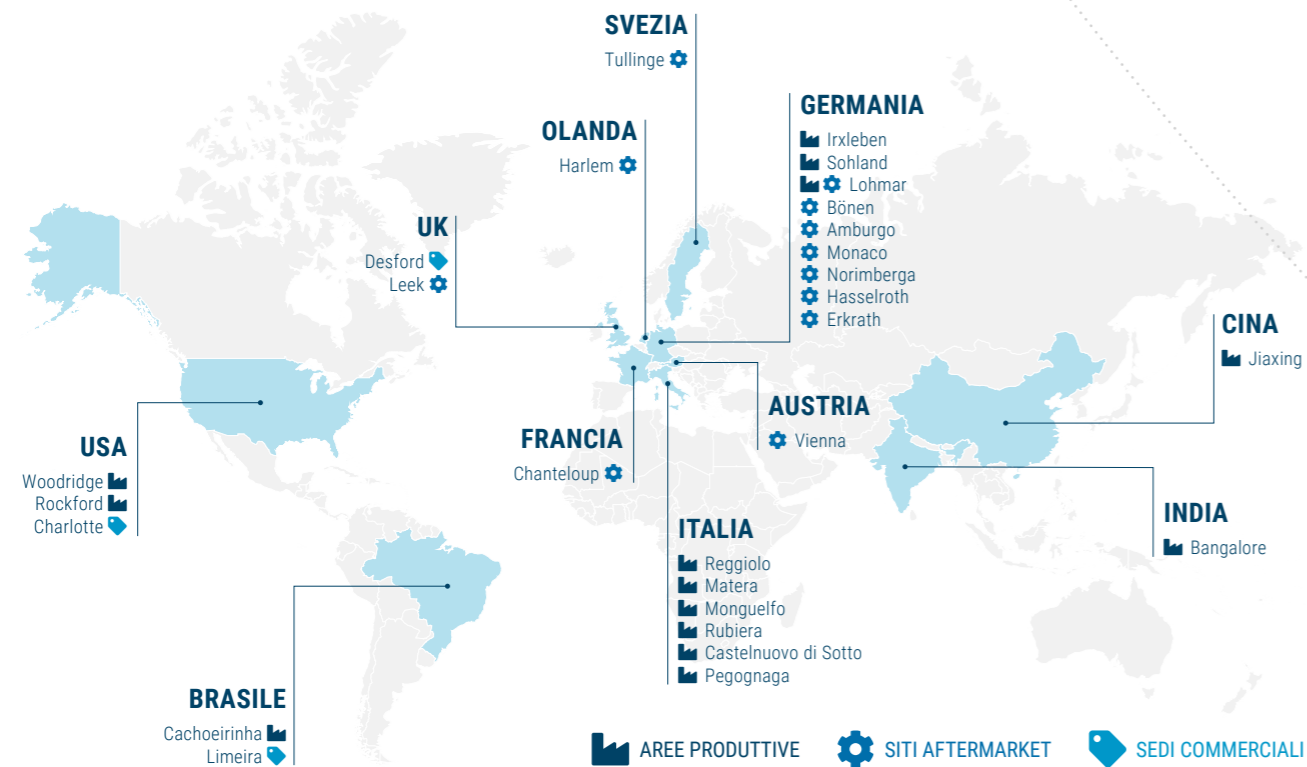 SVEZIA
Tullinge
OLANDA
Harlem
GERMANIA
Irxleben
Sohland
Lohmar
Bönen
Amburgo
Monaco
Norimberga
Hasselroth
Erkrath
UK
Desford
Leek
CINA
Jiaxing
AUSTRIA
Vienna
FRANCIA
Chanteloup
USA
Woodridge
Rockford
Charlotte
INDIA
Bangalore
ITALIA
Reggiolo
Matera
Monguelfo
Rubiera
Castelnuovo di Sotto
Pegognaga
BRASILE
Cachoeirinha
Limeira
AREE PRODUTTIVE
SITI AFTERMARKET
SEDI COMMERCIALI